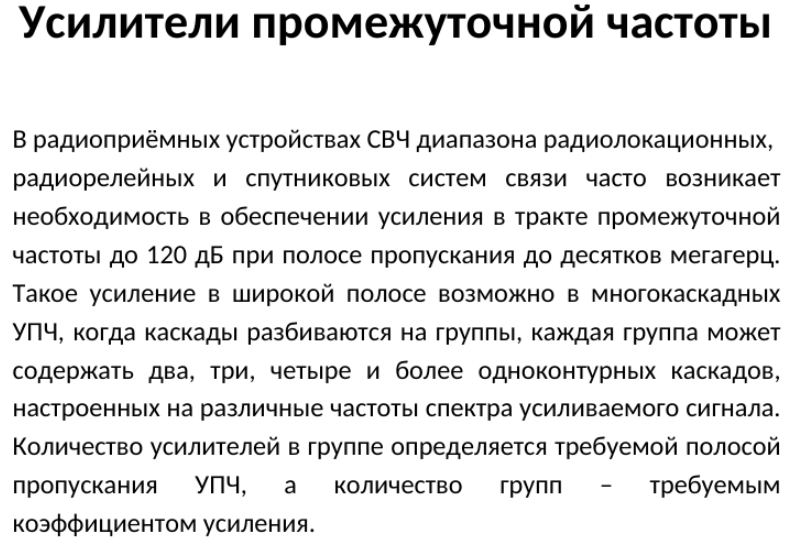 Усилители промежуточной частоты
В радиоприёмных устройствах СВЧ диапазона радиолокационных,
радиорелейных и спутниковых систем связи часто возникает
необходимость в обеспечении усиления в тракте промежуточной
частоты до 120 дБ при полосе пропускания до десятков мегагерц.
Такое усиление в широкой полосе возможно в многокаскадных
УПЧ, когда каскады разбиваются на группы, каждая группа может
содержать два, три, четыре и более одноконтурных каскадов,
настроенных на различные частоты спектра усиливаемого сигнала.
Количество усилителей в группе определяется требуемой полосой
пропускания УПЧ, а количество групп – требуемым
коэффициентом усиления.